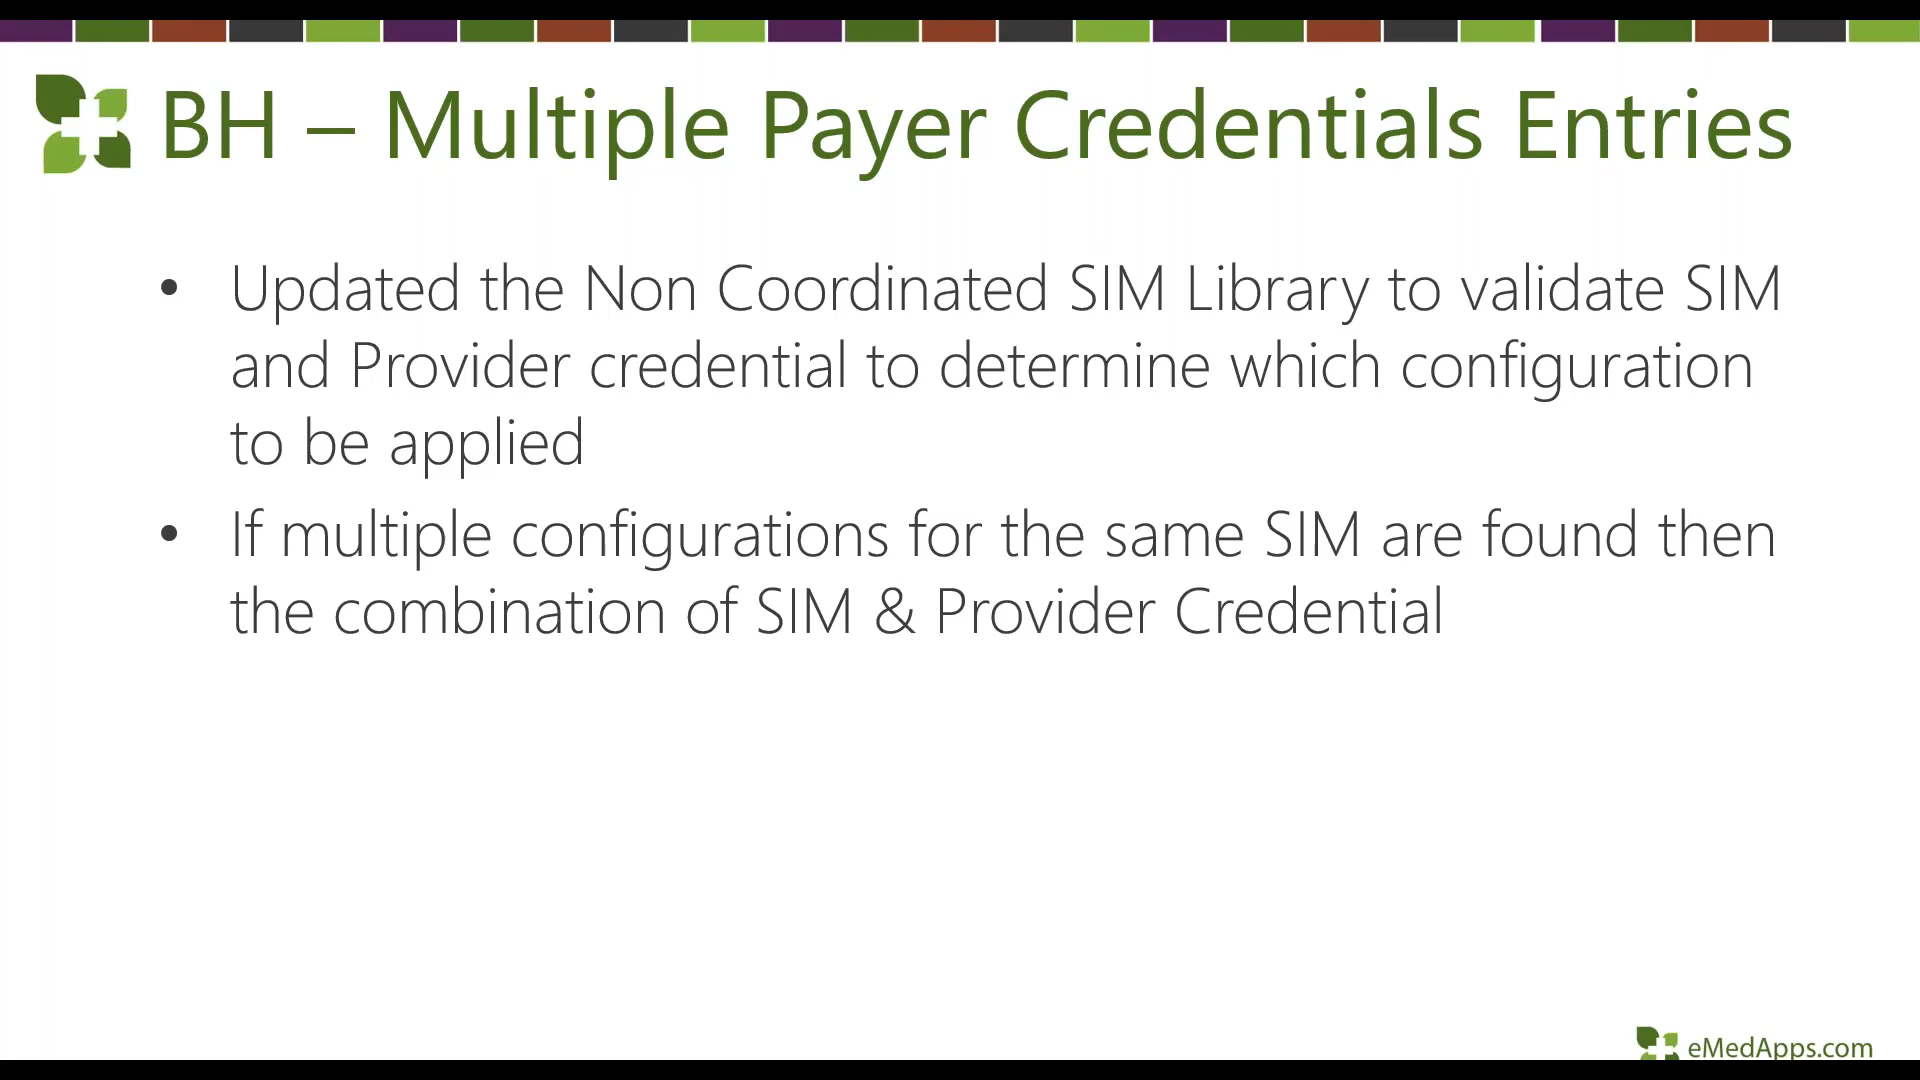 BH – Multiple Payer Credentials Entries
• Updated the Non Coordinated SIM Library to validate SIM
and Provider credential to determine which configuration
to be applied
• If multiple configurations for the same SIM are found then
the combination of SIM & Provider Credential
eMedApps.com